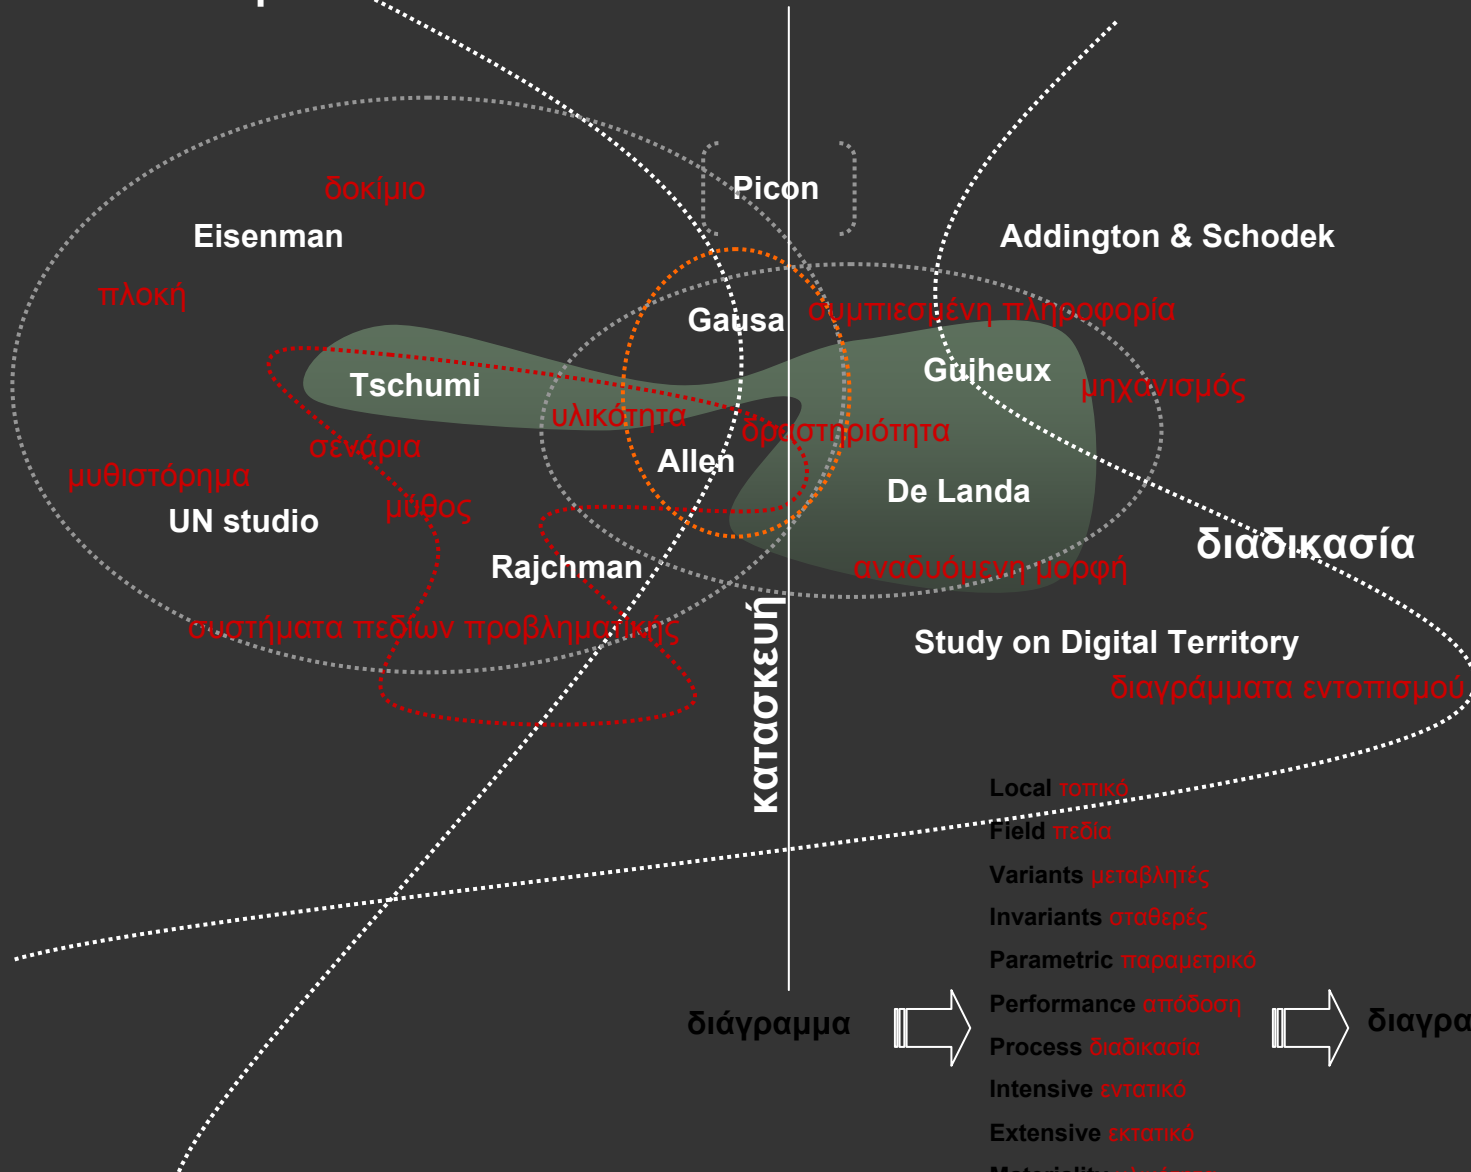 δοκίμιο
Picon
Eisenman
Addington & Schodek
πλοκή
συμπιεσμένη πληροφορία
Gausa
Guiheux
Tschumi
μηχανισμός
υλικότητα
δραστηριότητα
σενάρια
Allen
μυθιστόρημα
De Landa
μύθος
UN studio
διαδικασία
Rajchman
αναδυόμενη μορφή
συστήματα πεδίων προβληματικής
Study on Digital Territory
διαγράμματα εντοπισμού
κατασκευή
Local τοπικό
Field πεδία
Variants μεταβλητές
Invariants σταθερές
Parametric παραμετρικό
Performance απόδοση
διάγραμμα
διαγρα
Process διαδικασία
Intensive εντατικό
Extensive εκτατικό